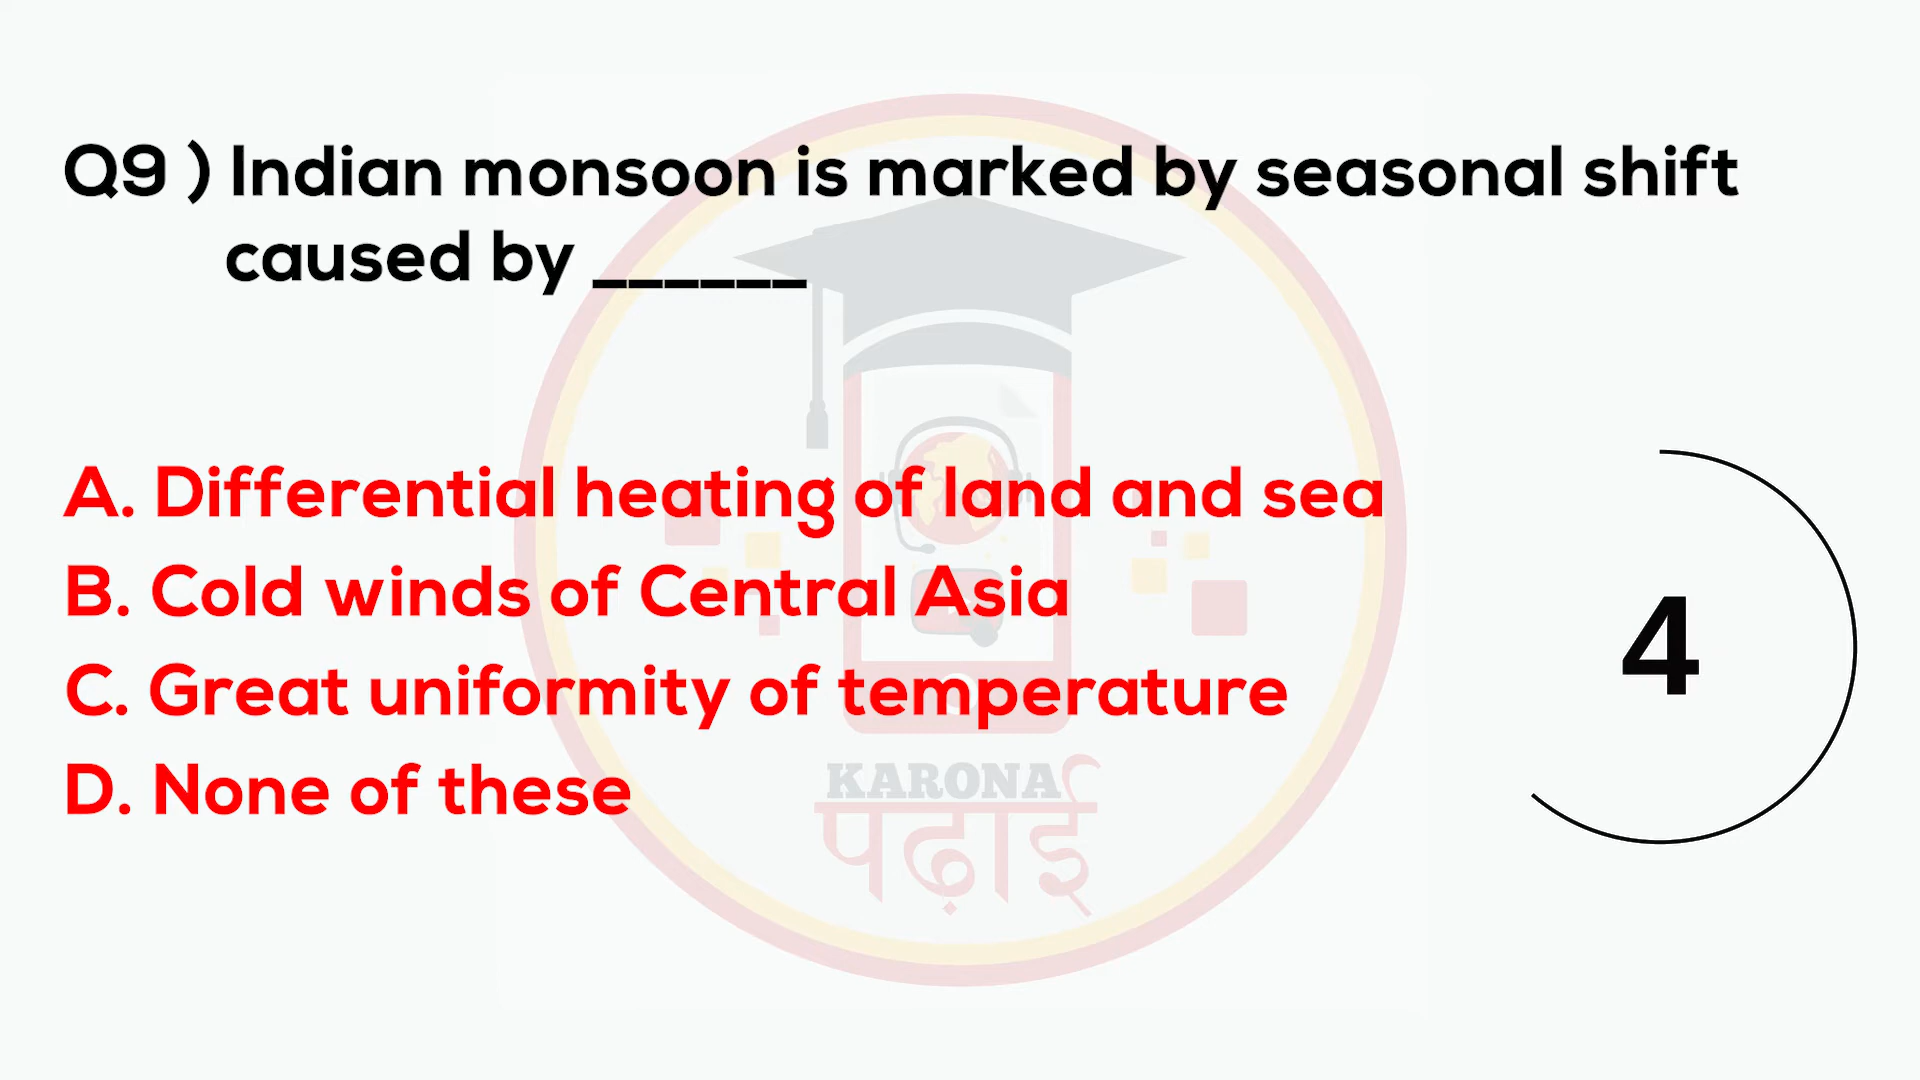 Q9 ) Indian monsoon is marked by seasonal shift
caused by ______
A. Differential heating of land and sea
B. Cold winds of Central Asia
C. Great uniformity of temperature
D. None of these
4
KARONA
पढ़ाई